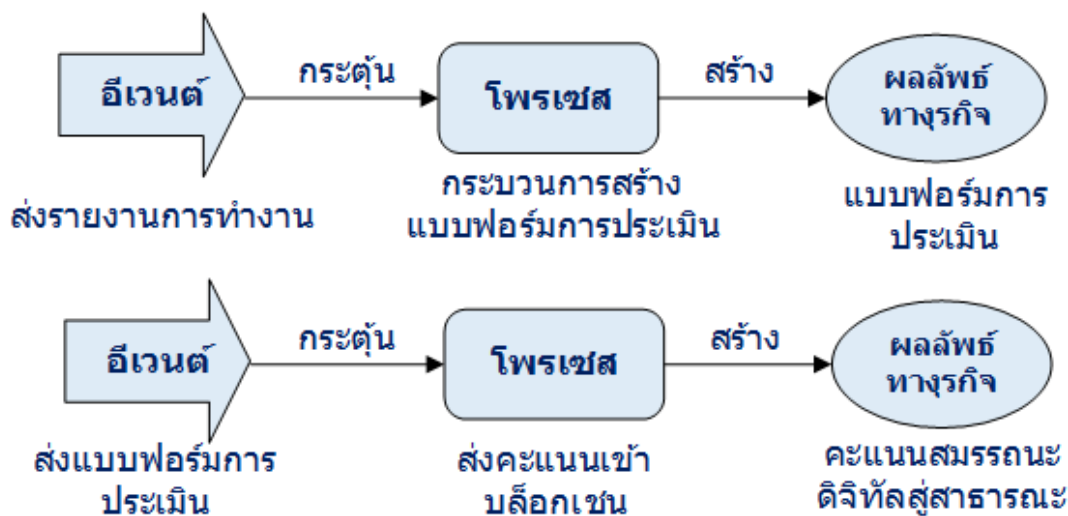 กระตุ้น
สร้าง
อีเวนต์
โพรเซส
ผลลัพธ์
ทางุรกิจ
ส่งรายงานการทำงาน
กระบวนการสร้าง
แบบฟอร์มการประเมิน
แบบฟอร์มการ
ประเมิน
กระตุ้น
สร้าง
อีเวนต์
โพรเซส
ผลลัพธ์
ทางุรกิจ
ส่งแบบฟอร์มการ
ประเมิน
ส่งคะแนนเข้า
บล็อกเชน
คะแนนสมรรถนะ
ดิจิทัลสู่สาธารณะ